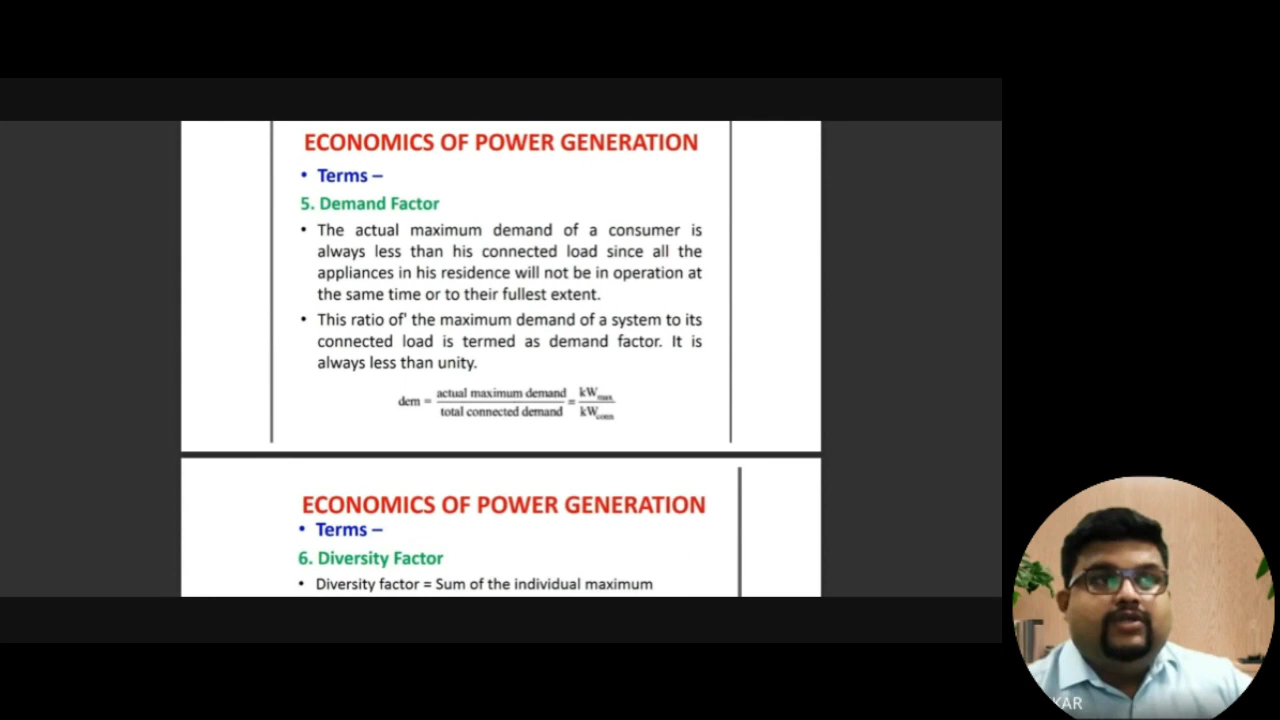 ECONOMICS OF POWER GENERATION
• Terms –
5. Demand Factor
• The actual maximum demand of a consumer is
always less than his connected load since all the
appliances in his residence will not be in operation at
the same time or to their fullest extent.
• This ratio of' the maximum demand of a system to its
connected load is termed as demand factor. It is
always less than unity.
dem = actual maximum demand / total connected demand = kWmax / kWconn
ECONOMICS OF POWER GENERATION
• Terms –
6. Diversity Factor
• Diversity factor = Sum of the individual maximum
KAR